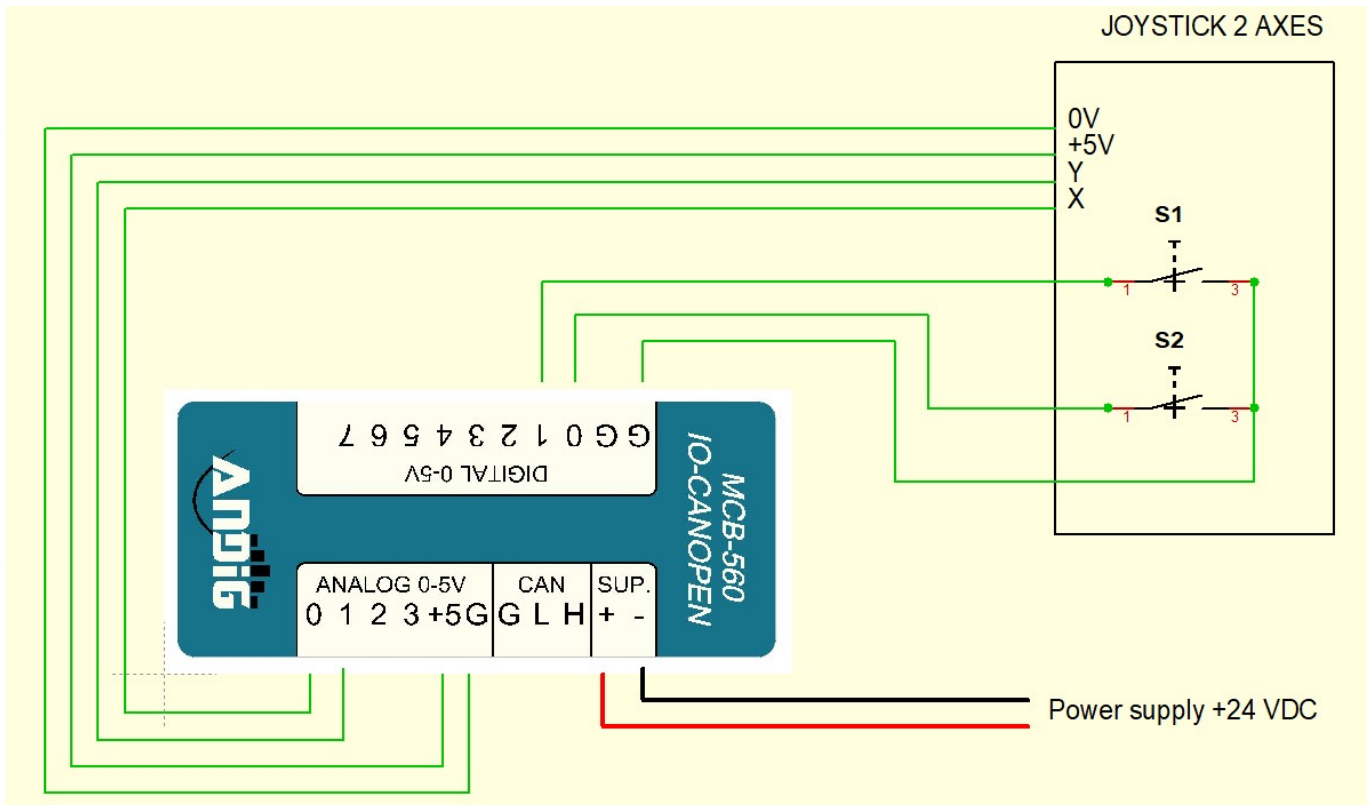 JOYSTICK 2 AXES
0V
+5V
Y
X
S1
1 3
S2
1 3
7 6 5 4 3 2 1 0 G G
DIGITAL 0-5V
MCB-560
IO-CANOPEN
ANDiG
ANALOG 0-5V CAN SUP.
0 1 2 3 +5 G G L H + -
Power supply +24 VDC